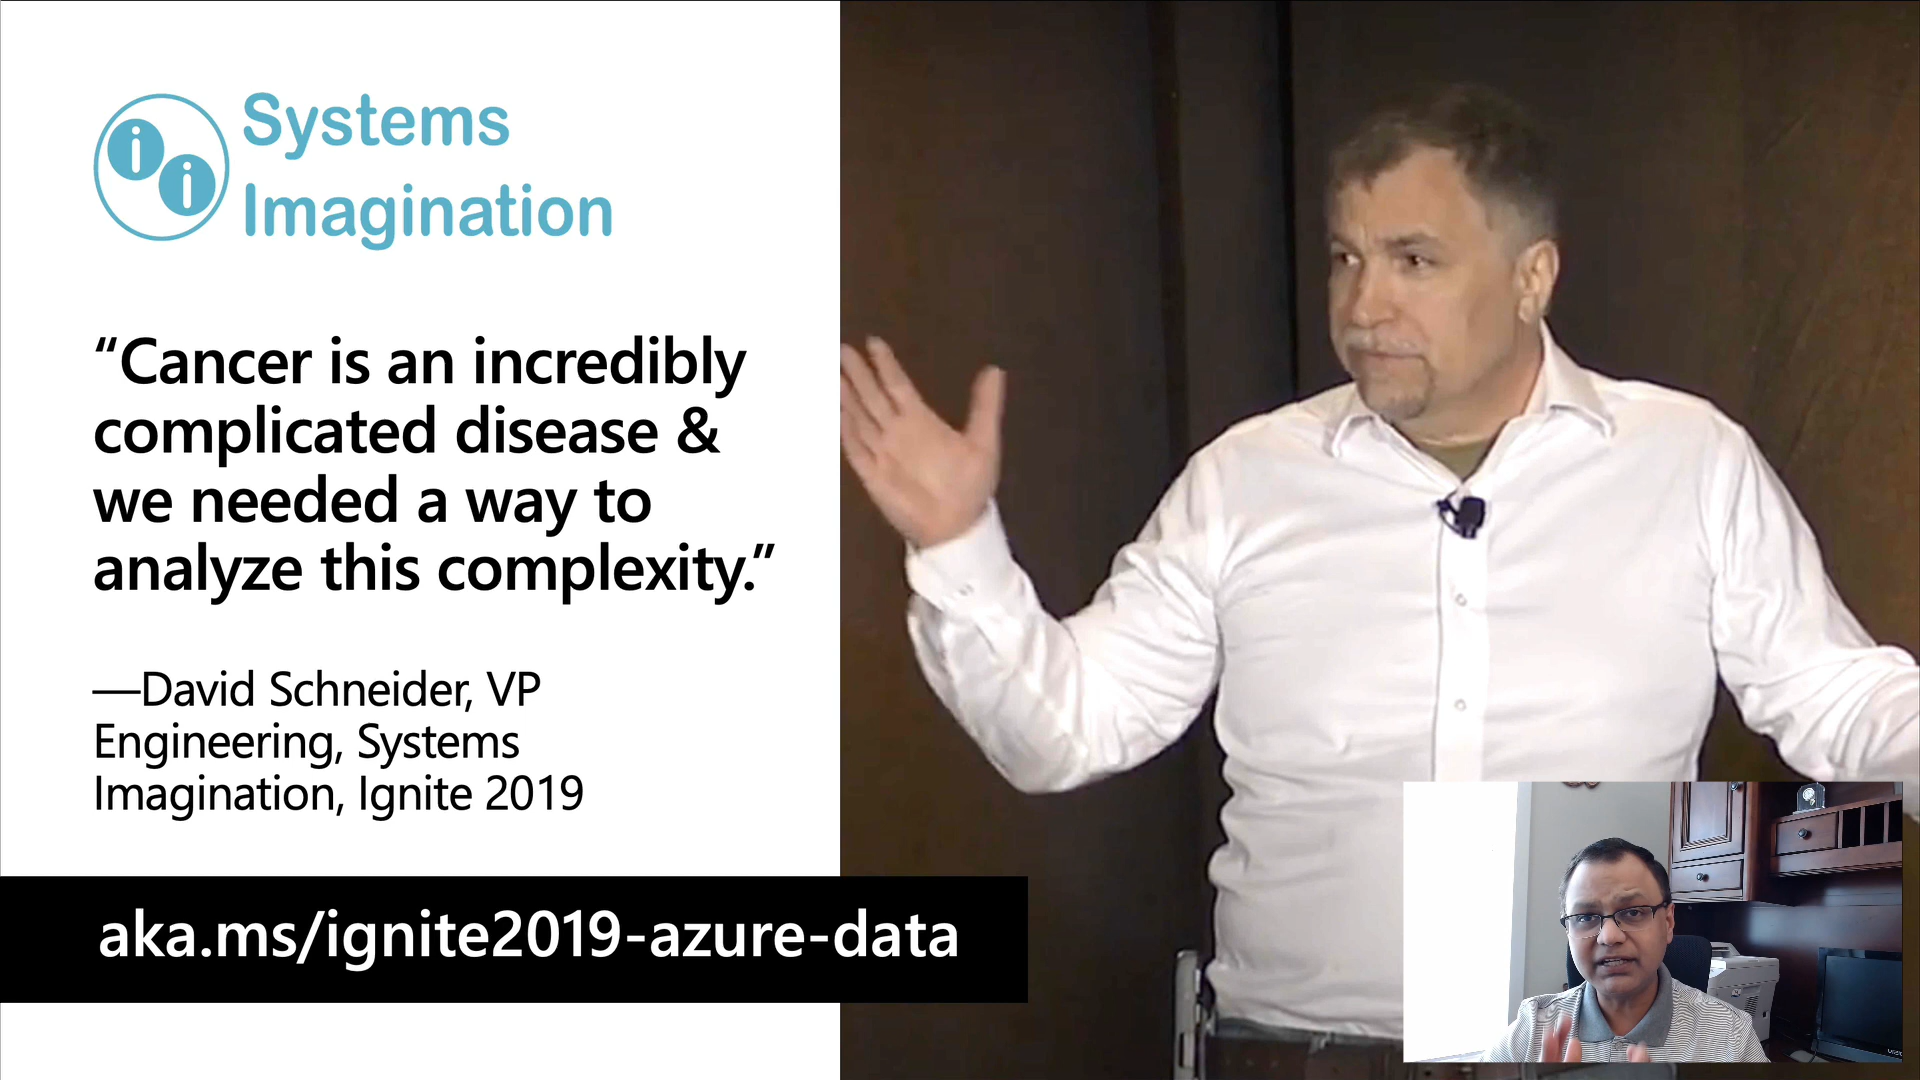 i
i
Systems
Imagination
“Cancer is an incredibly
complicated disease &
we needed a way to
analyze this complexity.”
—David Schneider, VP
Engineering, Systems
Imagination, Ignite 2019
aka.ms/ignite2019-azure-data